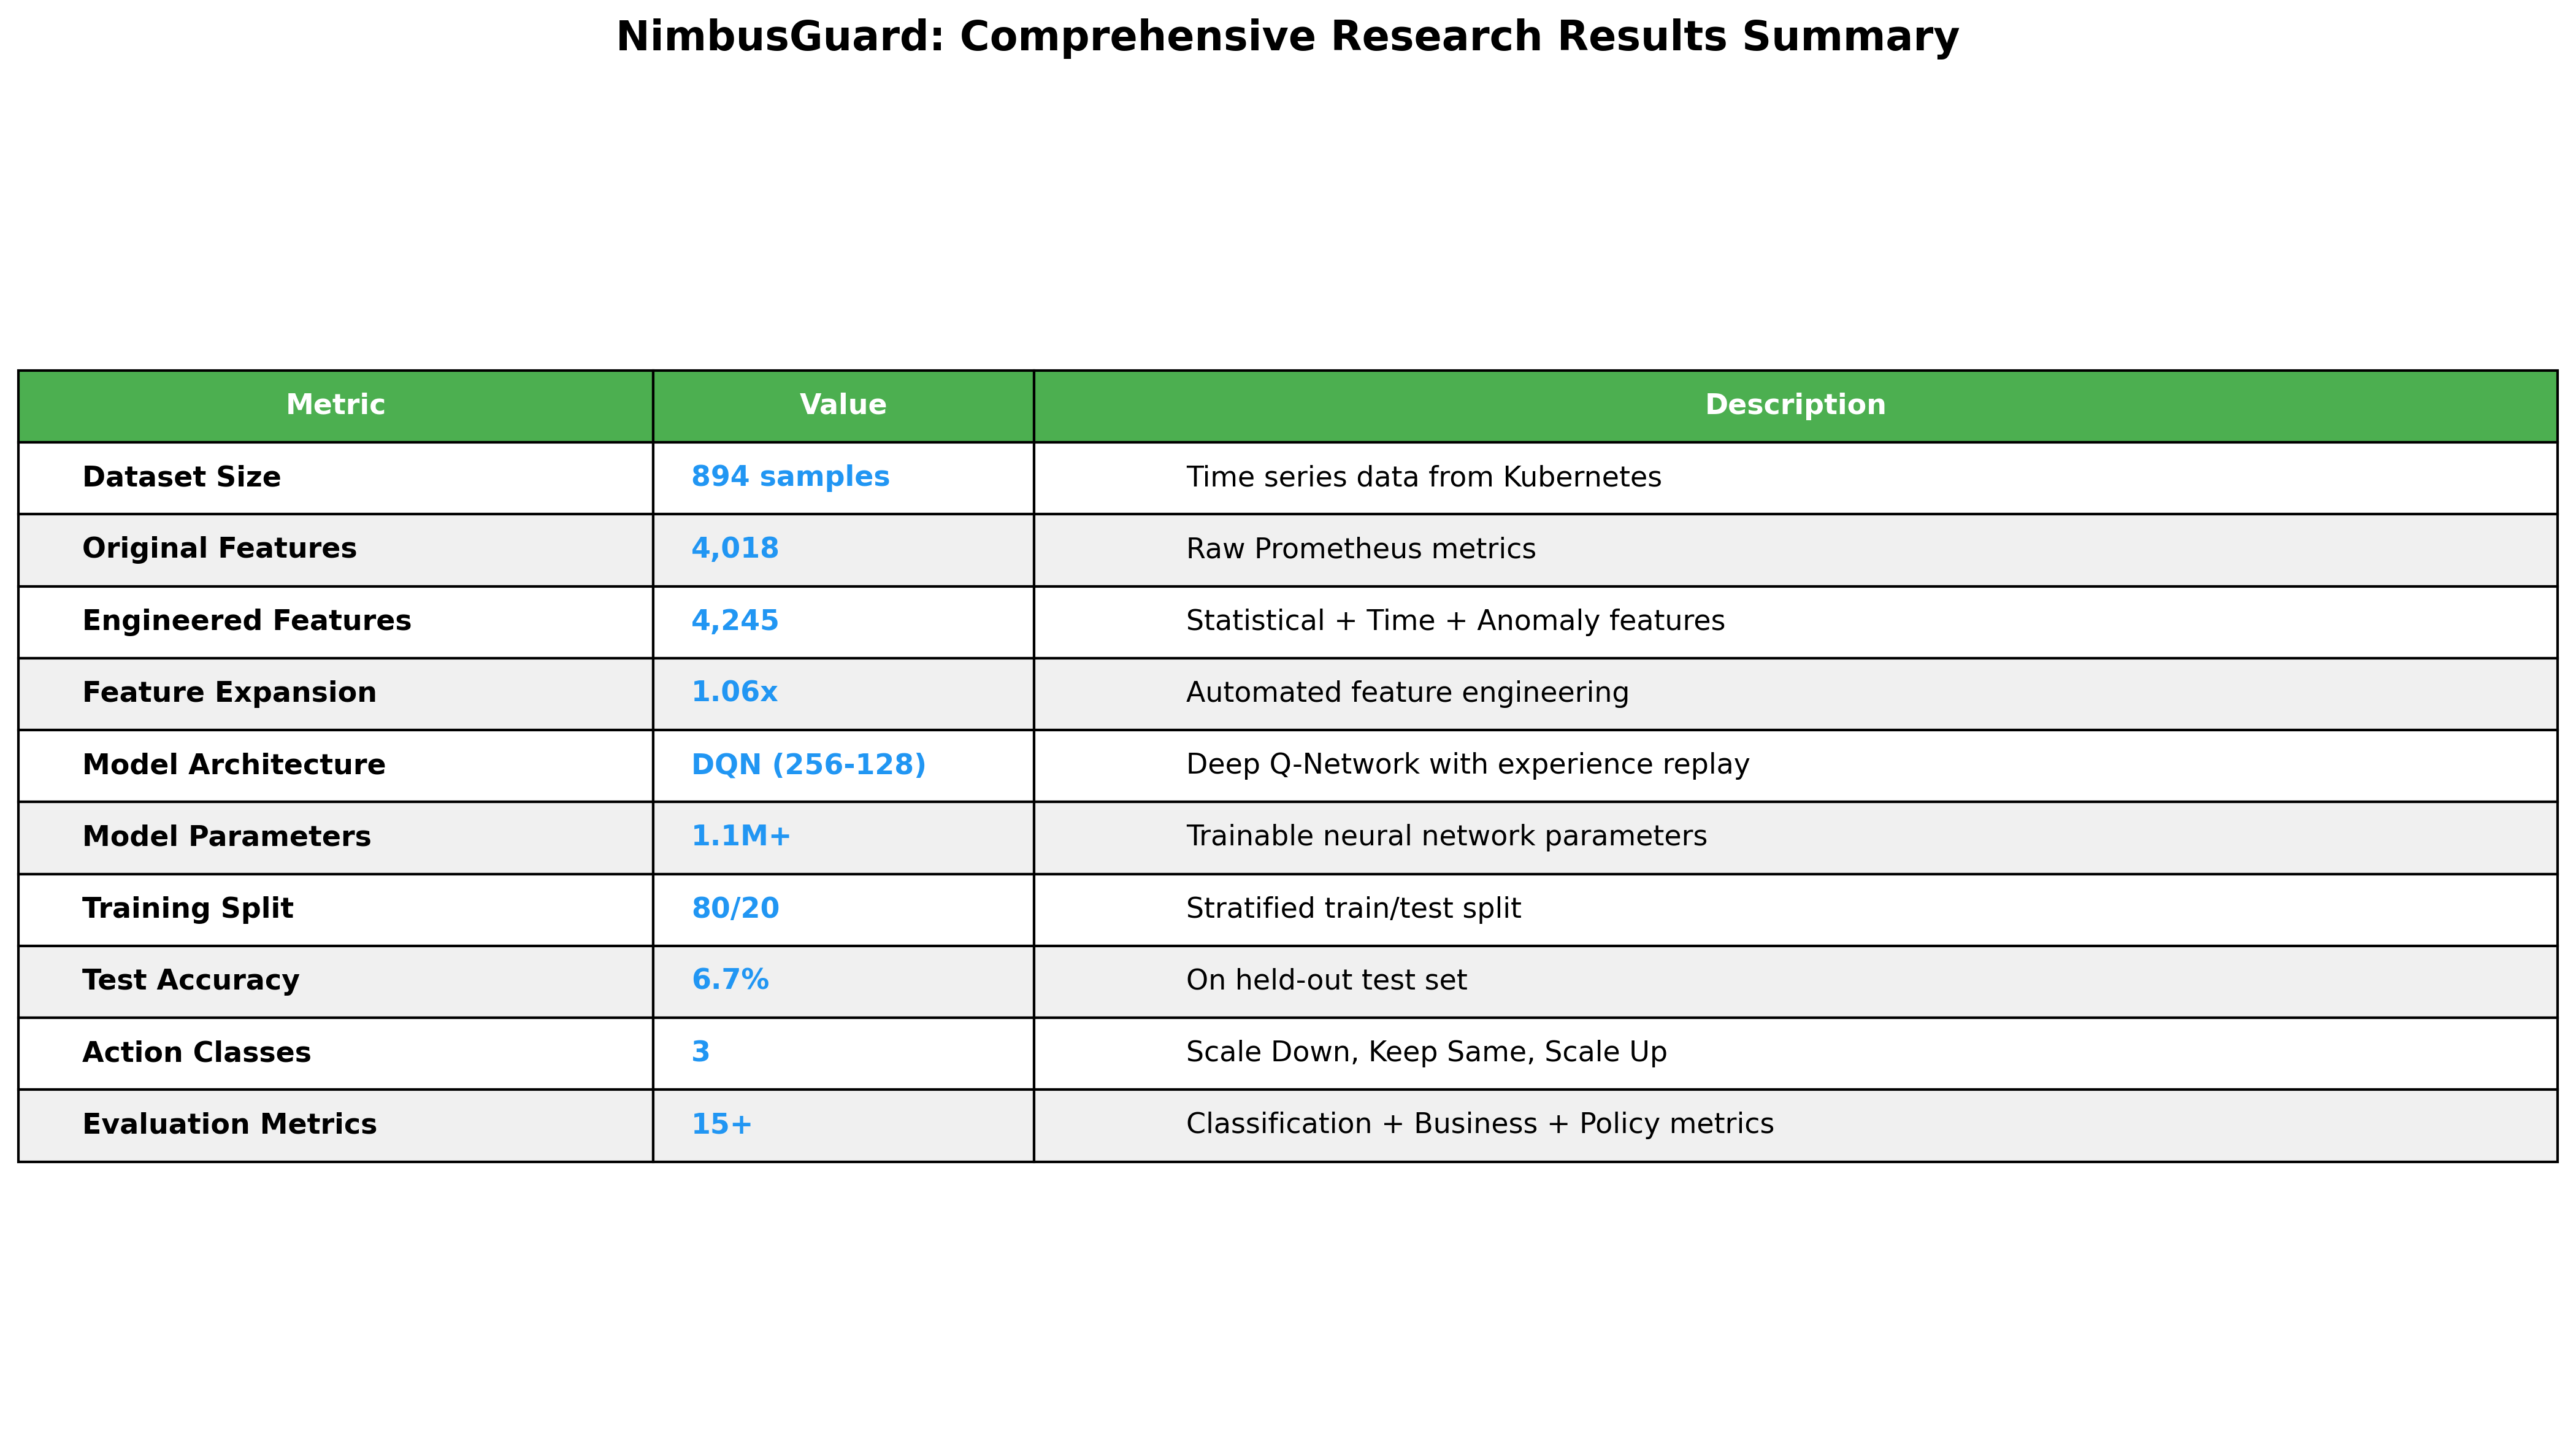 NimbusGuard: Comprehensive Research Results Summary
Metric Value Description
Dataset Size 894 samples Time series data from Kubernetes
Original Features 4,018 Raw Prometheus metrics
Engineered Features 4,245 Statistical + Time + Anomaly features
Feature Expansion 1.06x Automated feature engineering
Model Architecture DQN (256-128) Deep Q-Network with experience replay
Model Parameters 1.1M+ Trainable neural network parameters
Training Split 80/20 Stratified train/test split
Test Accuracy 6.7% On held-out test set
Action Classes 3 Scale Down, Keep Same, Scale Up
Evaluation Metrics 15+ Classification + Business + Policy metrics